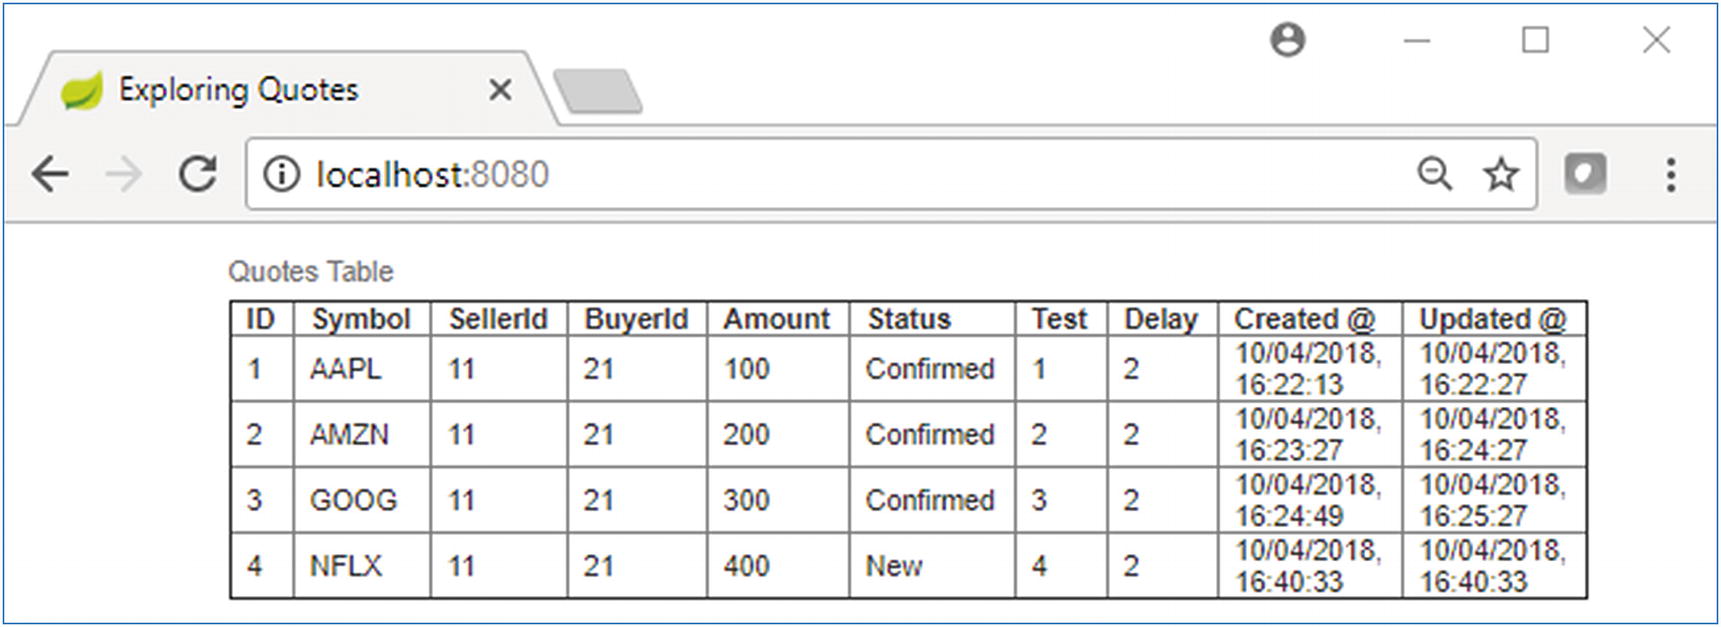 Exploring Quotes
localhost:8080
Quotes Table
ID Symbol SellerId BuyerId Amount Status Test Delay Created @ Updated @
1 AAPL 11 21 100 Confirmed 1 2 10/04/2018, 16:22:13 10/04/2018, 16:22:27
2 AMZN 11 21 200 Confirmed 2 2 10/04/2018, 16:23:27 10/04/2018, 16:24:27
3 GOOG 11 21 300 Confirmed 3 2 10/04/2018, 16:24:49 10/04/2018, 16:25:27
4 NFLX 11 21 400 New 4 2 10/04/2018, 16:40:33 10/04/2018, 16:40:33